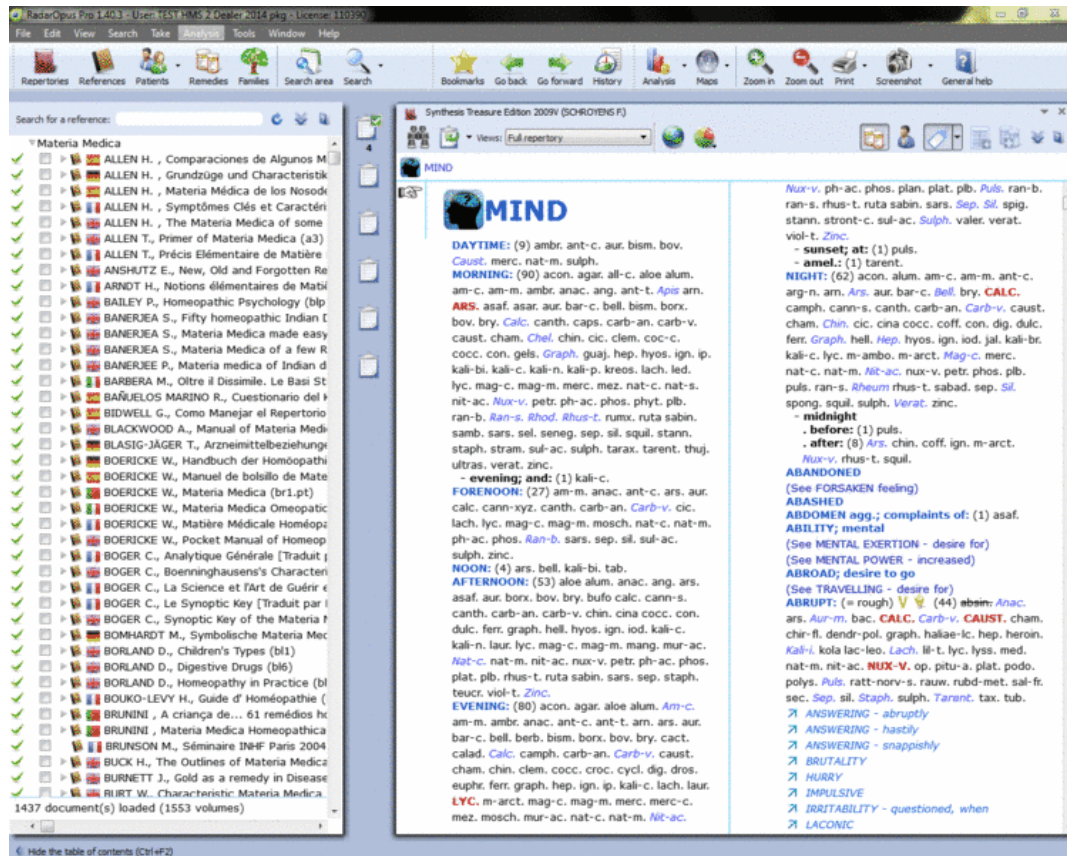 RadarOpus Pro 1.40.3 - User: TEST HMS 2 Dealer 2014 pkg - License: 110390
File Edit View Search Take Analysis Tools Window Help
Repertories References Patients Remedies Families Search area Search Bookmarks Go back Go forward History Analysis Maps Zoom in Zoom out Print Screenshot General help
Search for a reference:
Materia Medica
ALLEN H. , Comparaciones de Algunos M
ALLEN H. , Grundzüge und Characteristik
ALLEN H. , Materia Médica de los Nosode
ALLEN H. , Symptômes Clés et Caractéri
ALLEN H. , The Materia Medica of some
ALLEN T., Primer of Materia Medica (a3)
ALLEN T., Précis Elémentaire de Matière
ANSHUTZ E., New, Old and Forgotten Re
ARNDT H., Notions élémentaires de Matiè
BAILEY P., Homeopathic Psychology (blp
BANERJEA S., Fifty homeopathic Indian D
BANERJEA S., Materia Medica made easy
BANERJEA S., Materia Medica of a few R
BANERJEE P., Materia medica of Indian d
BARBERA M., Oltre il Dissimile. Le Basi St
BAÑUELOS MARINO R., Cuestionario del K
BIDWELL G., Como Manejar el Repertorio
BLACKWOOD A., Manual of Materia Medi
BLASIG-JÄGER T., Arzneimittelbeziehunge
BOERICKE W., Handbuch der Homöopathi
BOERICKE W., Manuel de bolsillo de Mate
BOERICKE W., Materia Medica (br1.pt)
BOERICKE W., Materia Medica Omeopatic
BOERICKE W., Matière Médicale Homéopa
BOERICKE W., Pocket Manual of Homeop
BOGER C., Analytique Générale [Traduit p
BOGER C., Boenninghausens's Characteri
BOGER C., La Science et l'Art de Guérir e
BOGER C., Le Synoptic Key [Traduit par
BOGER C., Synoptic Key of the Materia M
BOMHARDT M., Symbolische Materia Med
BORLAND D., Children's Types (bl1)
BORLAND D., Digestive Drugs (bl6)
BORLAND D., Homeopathy in Practice (bl
BOUKO-LEVY H., Guide d' Homéopathie (
BRUNINI , A criança de... 61 remédios ho
BRUNINI , Materia Medica Homeopathica
BRUNSON M., Séminaire INHF Paris 2004
BUCK H., The Outlines of Materia Medica
BURNETT J., Gold as a remedy in Disease
BURT W., Characteristic Materia Medica
1437 document(s) loaded (1553 volumes)
Hide the table of contents (Ctrl+F2)
4
Synthesis Treasure Edition 2009V (SCHROYENS F.)
Views: Full repertory
MIND
MIND
DAYTIME: (9) ambr. ant-c. aur. bism. bov.
Caust. merc. nat-m. sulph.
MORNING: (90) acon. agar. all-c. aloe alum.
am-c. am-m. ambr. anac. ang. ant-t. Apis arn.
ARS. asaf. asar. aur. bar-c. bell. bism. borx.
bov. bry. Calc. canth. caps. carb-an. carb-v.
caust. cham. Chel. chin. cic. clem. coc-c.
cocc. con. gels. Graph. guaj. hep. hyos. ign. ip.
kali-bi. kali-c. kali-n. kali-p. kreos. lach. led.
lyc. mag-c. mag-m. merc. mez. nat-c. nat-s.
nit-ac. Nux-v. petr. ph-ac. phos. phyt. plb.
ran-b. Ran-s. Rhod. Rhus-t. rumx. ruta sabin.
samb. sars. sel. seneg. sep. sil. squil. stann.
staph. stram. sul-ac. sulph. tarax. tarent. thuj.
ultras. verat. zinc.
- evening; and: (1) kali-c.
FORENOON: (27) am-m. anac. ant-c. ars. aur.
calc. cann-xyz. canth. carb-an. Carb-v. cic.
lach. lyc. mag-c. mag-m. mosch. nat-c. nat-m.
ph-ac. phos. Ran-b. sars. sep. sil. sul-ac.
sulph. zinc.
NOON: (4) ars. bell. kali-bi. tab.
AFTERNOON: (53) aloe alum. anac. ang. ars.
asaf. aur. borx. bov. bry. bufo calc. cann-s.
canth. carb-an. carb-v. chin. cina cocc. con.
dulc. ferr. graph. hell. hyos. ign. iod. kali-c.
kali-n. laur. lyc. mag-c. mag-m. mang. mur-ac.
Nat-c. nat-m. nit-ac. nux-v. petr. ph-ac. phos.
plat. plb. rhus-t. ruta sabin. sars. sep. staph.
teucr. viol-t. Zinc.
EVENING: (80) acon. agar. aloe alum. Am-c.
am-m. ambr. anac. ant-c. ant-t. arn. ars. aur.
bar-c. bell. berb. bism. borx. bov. bry. cact.
calad. Calc. camph. carb-an. Carb-v. caust.
cham. chin. clem. cocc. croc. cycl. dig. dros.
euphr. ferr. graph. hep. ign. ip. kali-c. lach. laur.
LYC. m-arct. mag-c. mag-m. merc. merc-c.
mez. mosch. mur-ac. nat-c. nat-m. Nit-ac.
Nux-v. ph-ac. phos. plan. plat. plb. Puls. ran-b.
ran-s. rhus-t. ruta sabin. sars. Sep. Sil. spig.
stann. stront-c. sul-ac. Sulph. valer. verat.
viol-t. Zinc.
- sunset; at: (1) puls.
- amel.: (1) tarent.
NIGHT: (62) acon. alum. am-c. am-m. ant-c.
arg-n. arn. Ars. aur. bar-c. Bell. bry. CALC.
camph. cann-s. canth. carb-an. Carb-v. caust.
cham. Chin. cic. cina cocc. coff. con. dig. dulc.
ferr. Graph. hell. Hep. hyos. ign. iod. jal. kali-br.
kali-c. lyc. m-ambo. m-arct. Mag-c. merc.
nat-c. nat-m. Nit-ac. nux-v. petr. phos. plb.
puls. ran-s. Rheum rhus-t. sabad. sep. Sil.
spong. squil. sulph. Verat. zinc.
- midnight
. before: (1) puls.
. after: (8) Ars. chin. coff. ign. m-arct.
Nux-v. rhus-t. squil.
ABANDONED
(See FORSAKEN feeling)
ABASHED
ABDOMEN agg.; complaints of: (1) asaf.
ABILITY; mental
(See MENTAL EXERTION - desire for)
(See MENTAL POWER - increased)
ABROAD; desire to go
(See TRAVELLING - desire for)
ABRUPT: (= rough) (44) absin. Anac.
ars. Aur-m. bac. CALC. Carb-v. CAUST. cham.
chir-fl. dendr-pol. graph. haliae-lc. hep. heroin.
Kali-i. kola lac-leo. Lach. lil-t. lyc. lyss. med.
nat-m. nit-ac. NUX-V. op. pitu-a. plat. podo.
polys. Puls. ratt-norv-s. rauw. rubd-met. sal-fr.
sec. Sep. sil. Staph. sulph. Tarent. tax. tub.
ANSWERING - abruptly
ANSWERING - hastily
ANSWERING - snappishly
BRUTALITY
HURRY
IMPULSIVE
IRRITABILITY - questioned, when
LACONIC